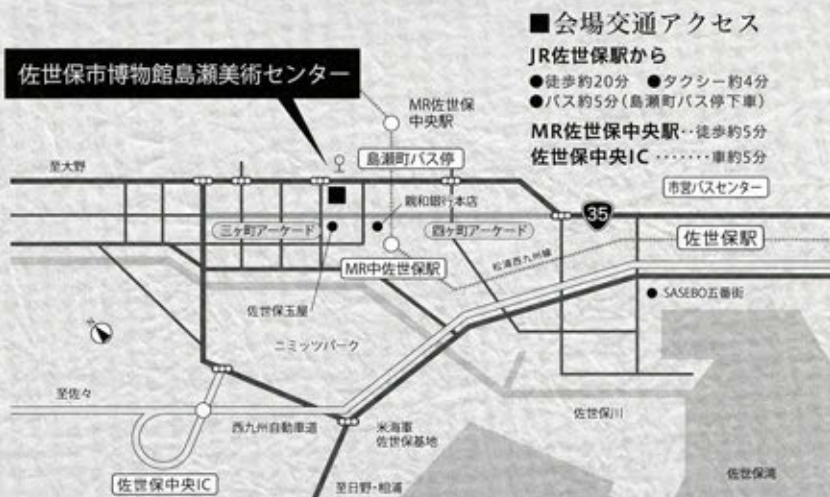 ■会場交通アクセス
JR佐世保駅から
●徒歩約20分 ●タクシー約4分
●バス約5分(島瀬町バス停下車)
MR佐世保中央駅‥徒歩約5分
佐世保中央IC‥‥‥‥車約5分
佐世保市博物館島瀬美術センター
MR佐世保
中央駅
至大野
島瀬町バス停
市営バスセンター
親和銀行本店
35
三ヶ町アーケード
四ヶ町アーケード
佐世保駅
MR中佐世保駅
松浦西九州線
SASEBO五番街
佐世保玉屋
N
ニミッツパーク
至佐々
西九州自動車道
米海軍
佐世保基地
佐世保川
佐世保中央IC
至日野・相浦
佐世保湾